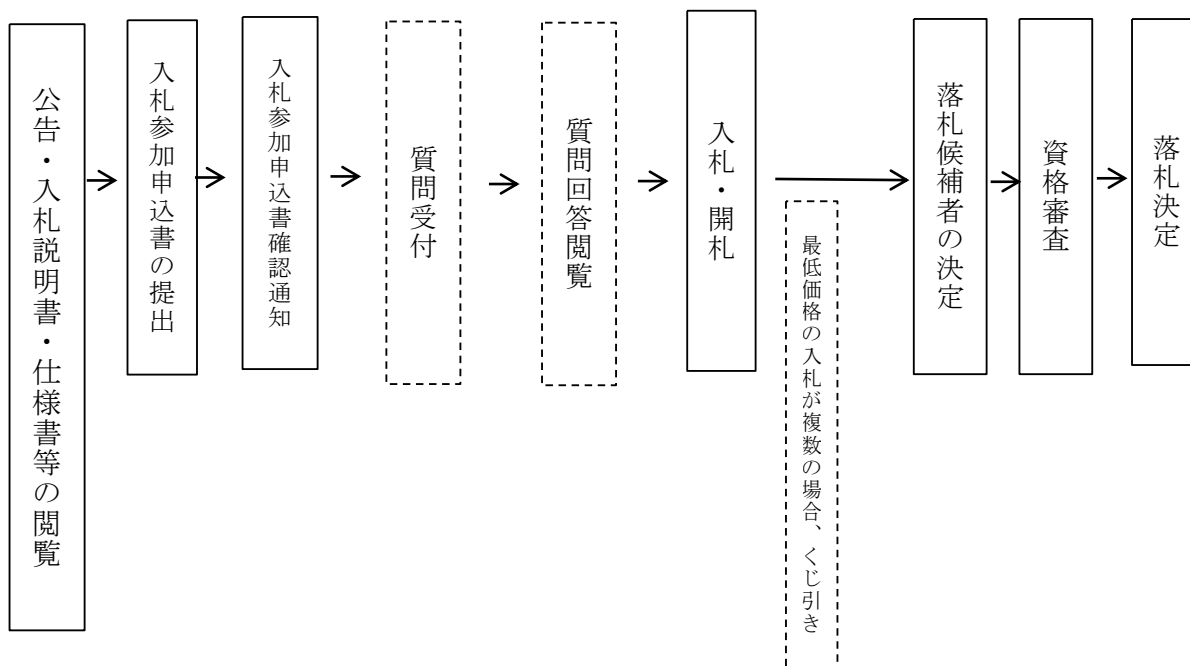 公告・入札説明書・仕様書等の閲覧
入札参加申込書の提出
入札参加申込書確認通知
質問受付
質問回答閲覧
入札・開札
最低価格の入札が複数の場合、くじ引き
落札候補者の決定
資格審査
落札決定